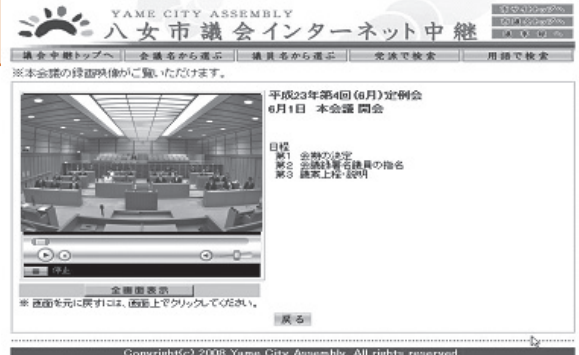 YAME CITY ASSEMBLY
八女市議会インターネット中継
議会中継トップへ
会議名から選ぶ
議員名から選ぶ
発議で検索
用語で検索
※本会議の録画映像がご覧いただけます。
平成23年第4回(6月)定例会
6月1日 本会議 開会
日程
第1 会期の決定
第2 会議録署名議員の指名
第3 議案上程・説明
停止
全画面表示
※ 画面を元に戻すには、画面上でクリックしてください。
戻る
Copyright(c) 2008 Yame City Assembly. All rights reserved.